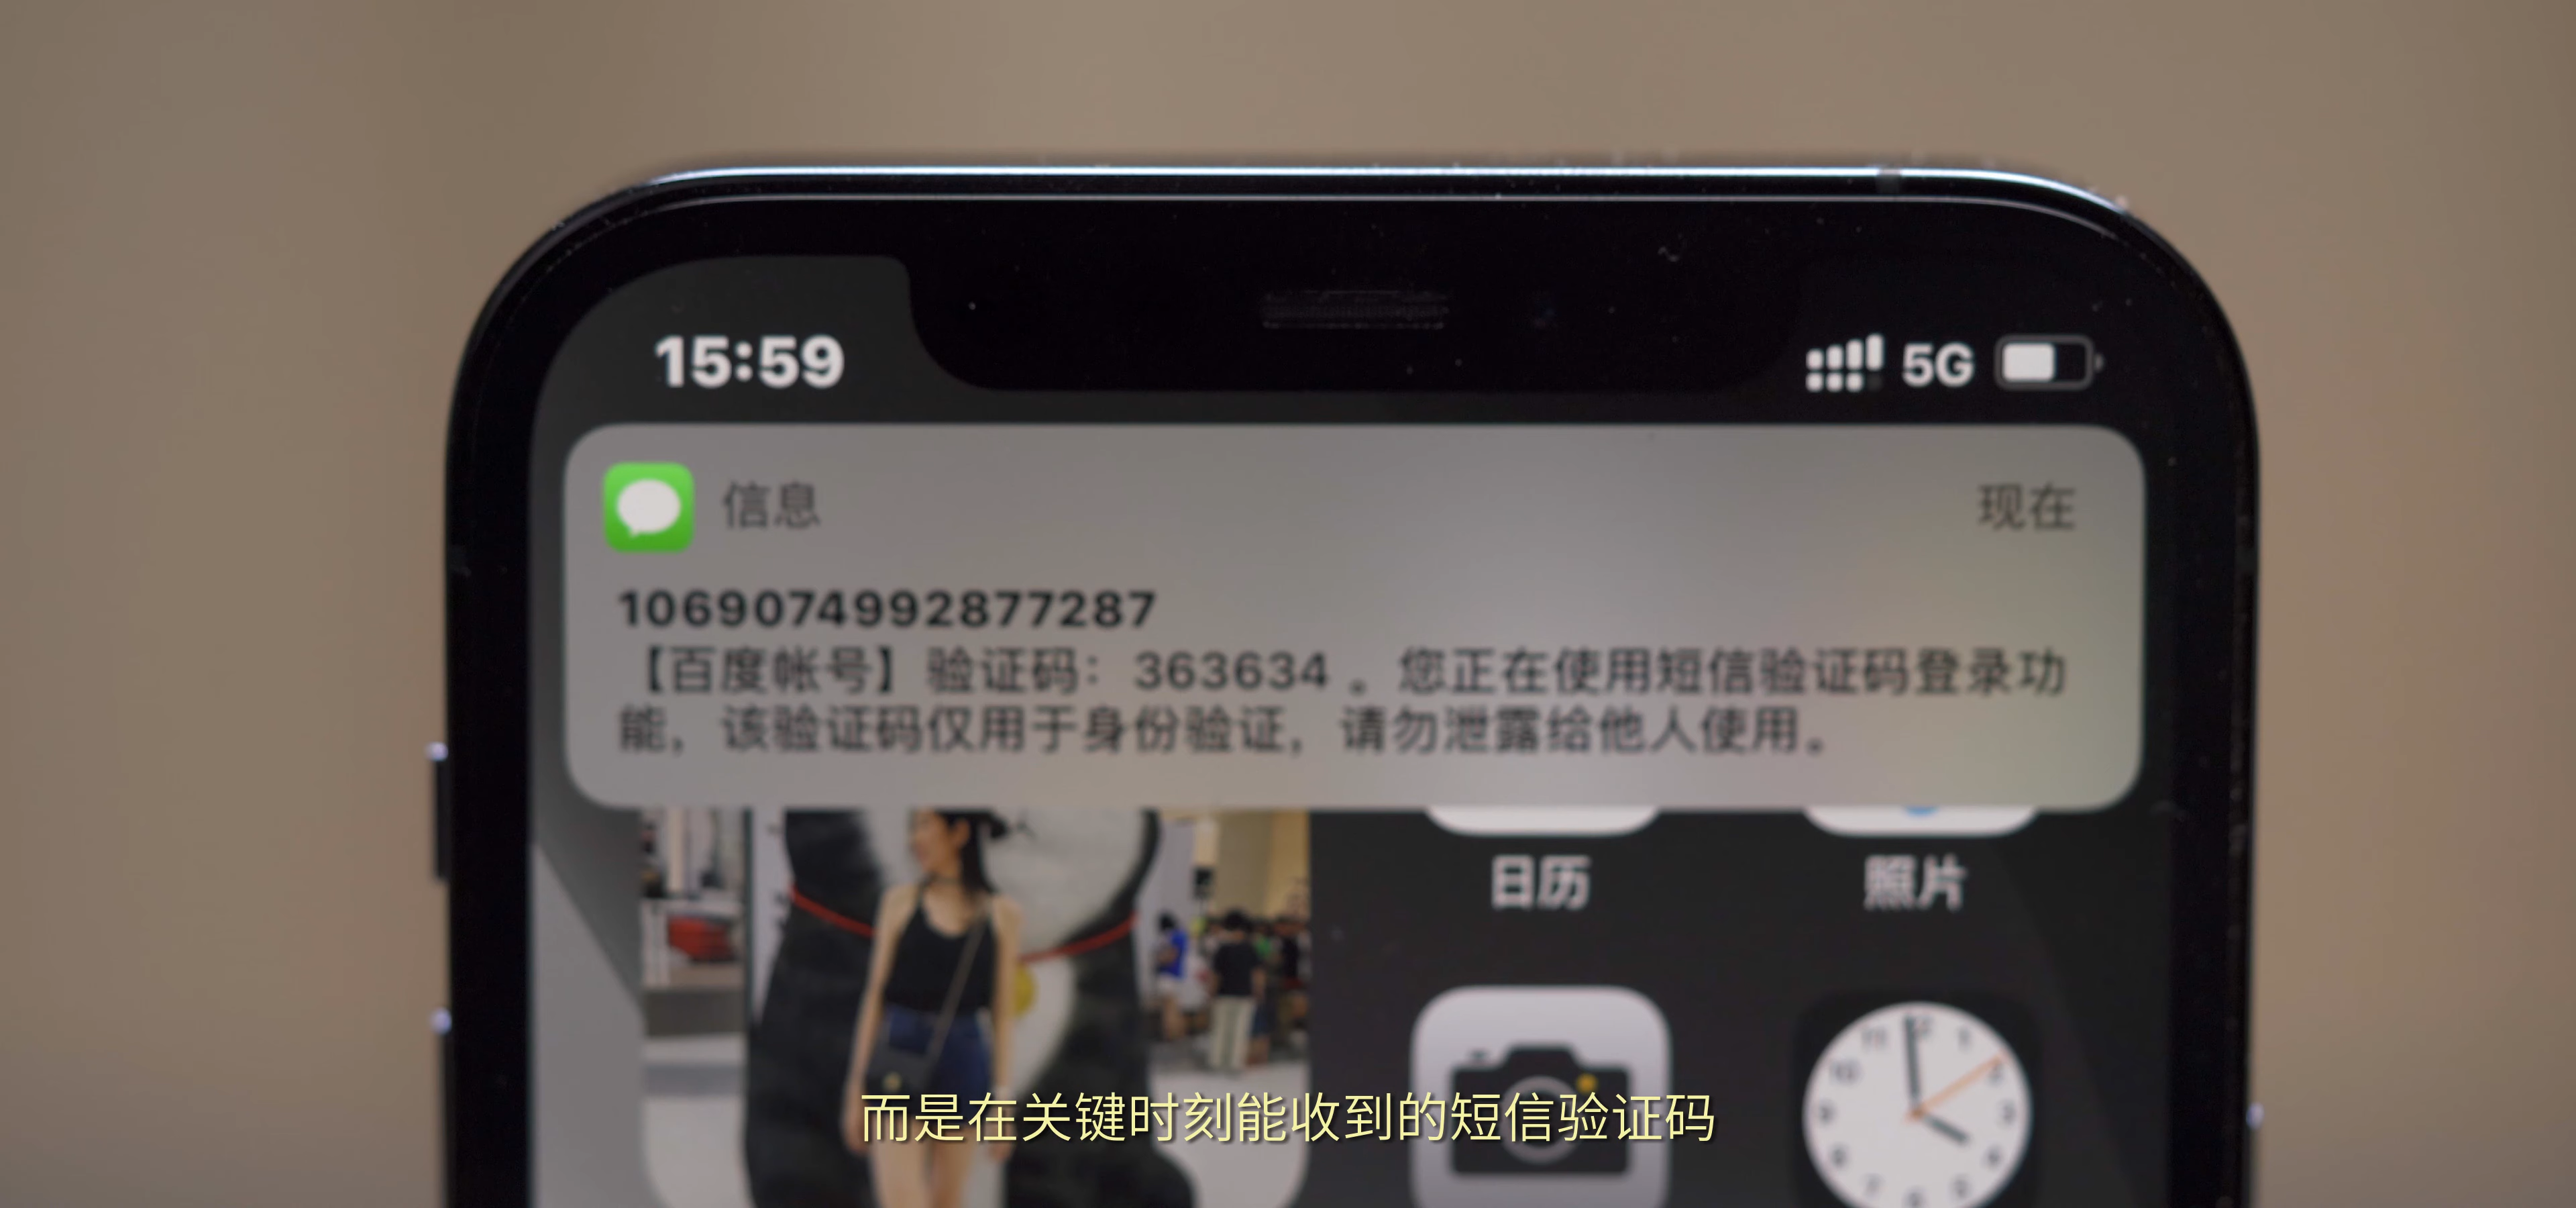 15:59
5G
信息
现在
1069074992877287
【百度帐号】验证码：363634 。您正在使用短信验证码登录功
能，该验证码仅用于身份验证，请勿泄露给他人使用。
日历
照片
而是在关键时刻能收到的短信验证码